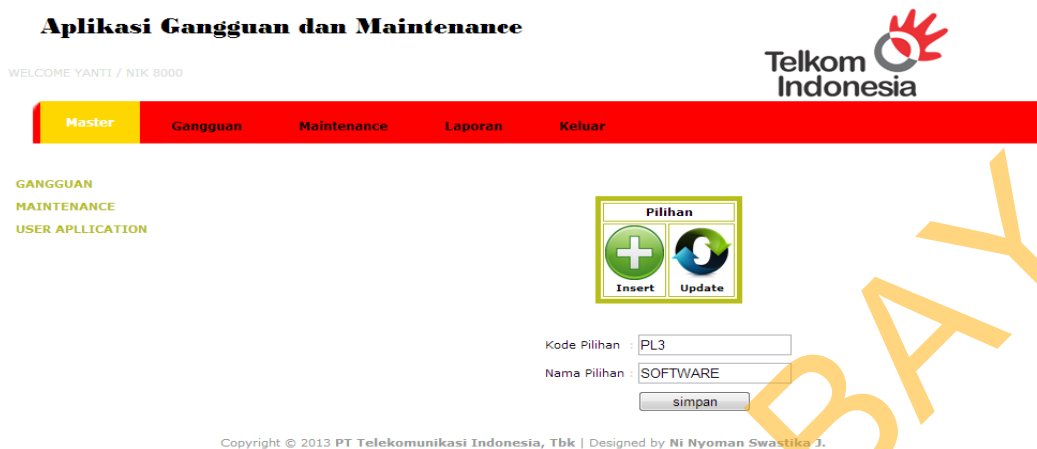 Aplikasi Gangguan dan Maintenance
Telkom
Indonesia
WELCOME YANTI / NIK 8000
Master Gangguan Maintenance Laporan Keluar
GANGGUAN
MAINTENANCE
USER APLLICATION
Pilihan
Insert Update
Kode Pilihan : PL3
Nama Pilihan : SOFTWARE
simpan
Copyright © 2013 PT Telekomunikasi Indonesia, Tbk | Designed by Ni Nyoman Swastika J.
BAY